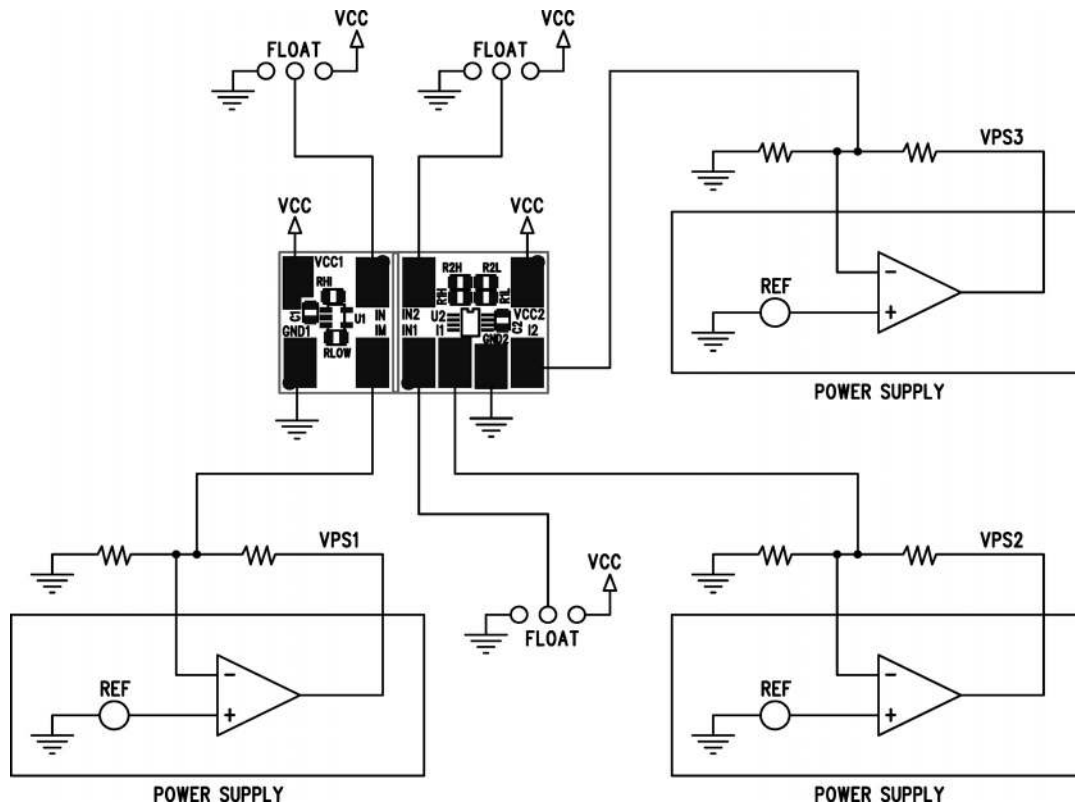 VCC
FLOAT
VCC
FLOAT
VPS3
VCC
VCC
REF
-
+
POWER SUPPLY
VCC1
RHI
C1
U1
IN
GND1
IM
RLOW
R2H
R2L
R1H
R1L
IN2
U2
VCC2
IN1
I1
C2
I2
GND2
VPS1
VPS2
VCC
FLOAT
REF
-
+
POWER SUPPLY
REF
-
+
POWER SUPPLY